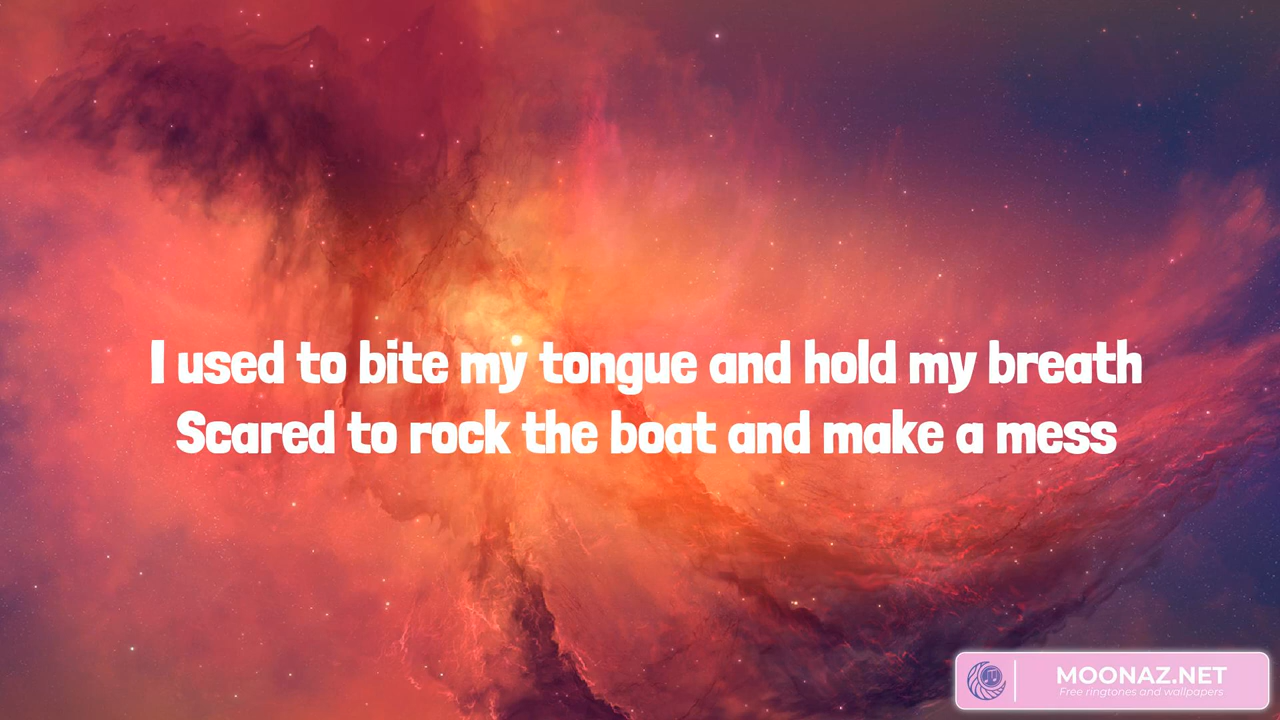 I used to bite my tongue and hold my breath
Scared to rock the boat and make a mess
MOONAZ.NET
Free ringtones and wallpapers